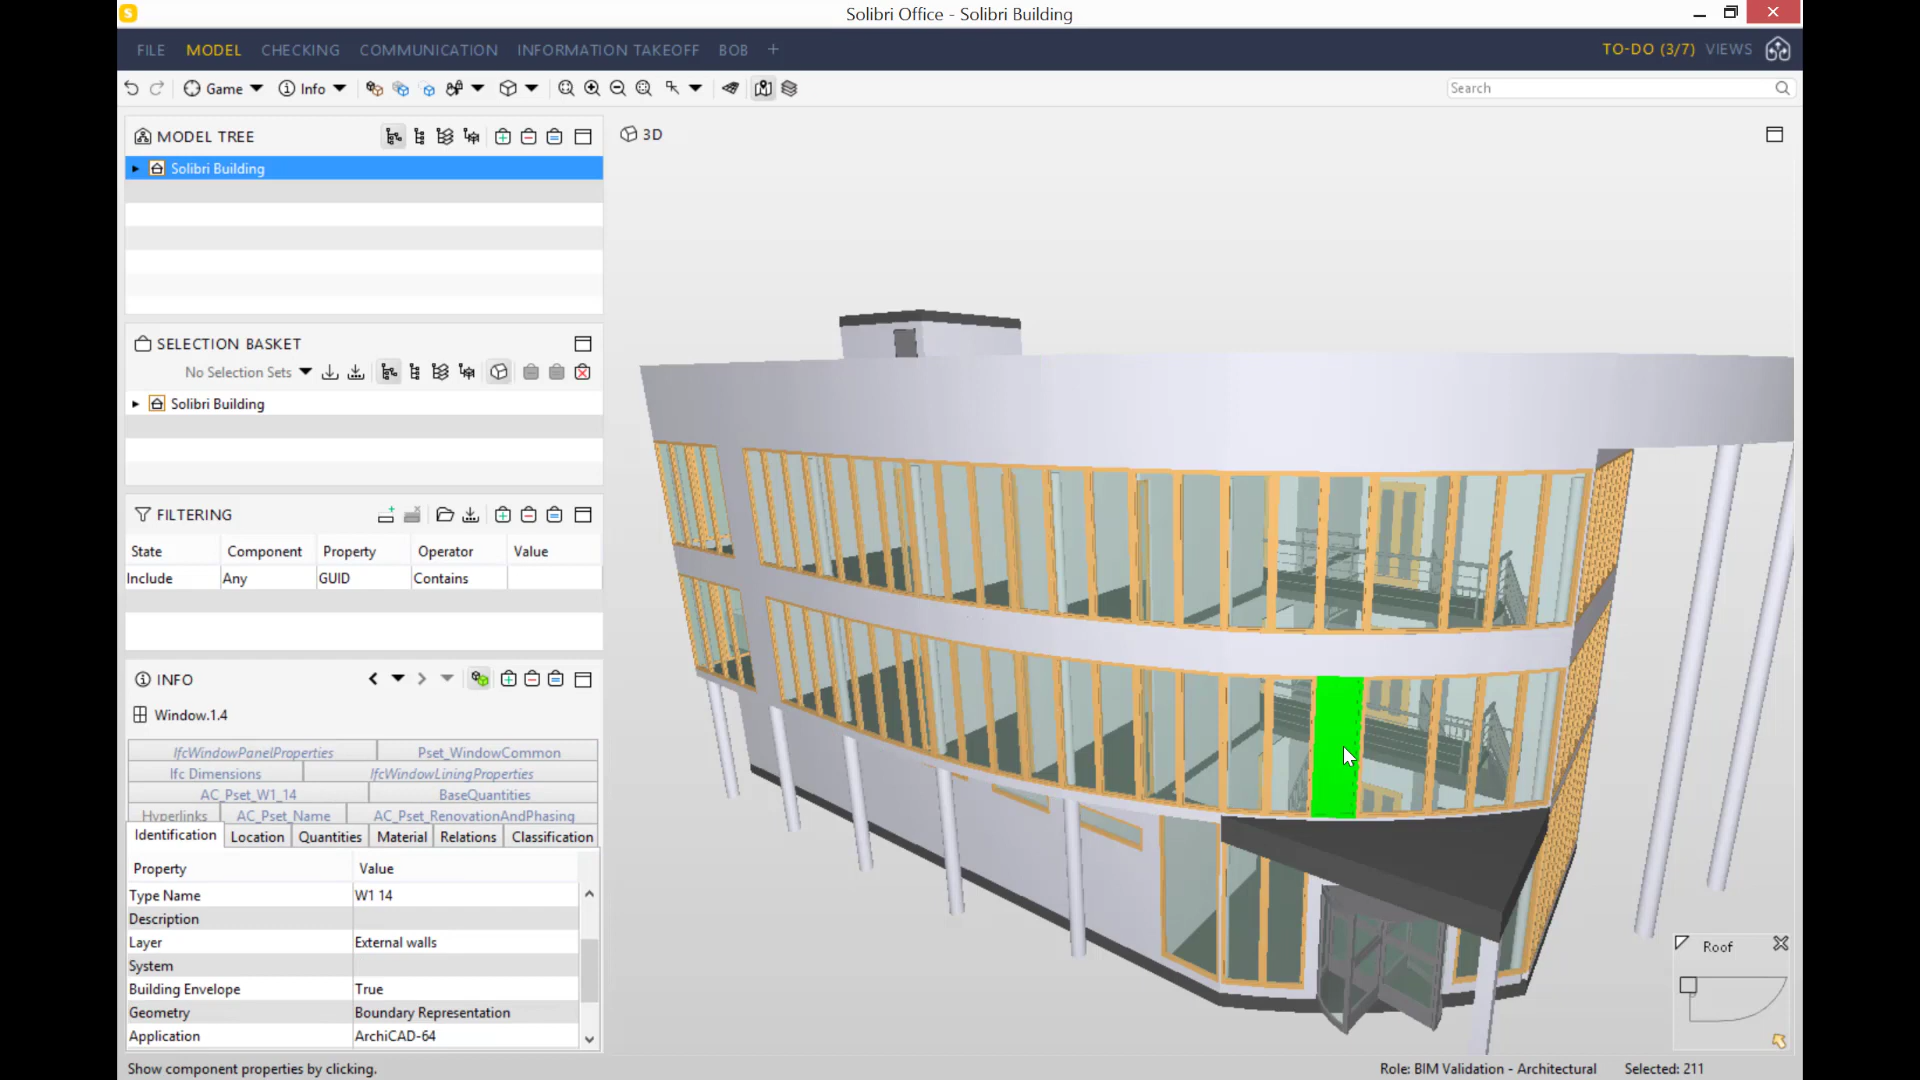 S Solibri Office - Solibri Building
FILE MODEL CHECKING COMMUNICATION INFORMATION TAKEOFF BOB + TO-DO (3/7) VIEWS
Game Info Search
MODEL TREE
3D
Solibri Building
SELECTION BASKET
No Selection Sets
Solibri Building
FILTERING
State Component Property Operator Value
Include Any GUID Contains
INFO
Window.1.4
IfcWindowPanelProperties Pset_WindowCommon
Ifc Dimensions IfcWindowLiningProperties
AC_Pset_W1_14 BaseQuantities
Hyperlinks AC_Pset_Name AC_Pset_RenovationAndPhasing
Identification Location Quantities Material Relations Classification
Property Value
Type Name W1 14
Description
Layer External walls
System
Building Envelope True
Geometry Boundary Representation
Application ArchiCAD-64
Roof
Show component properties by clicking. Role: BIM Validation - Architectural Selected: 211